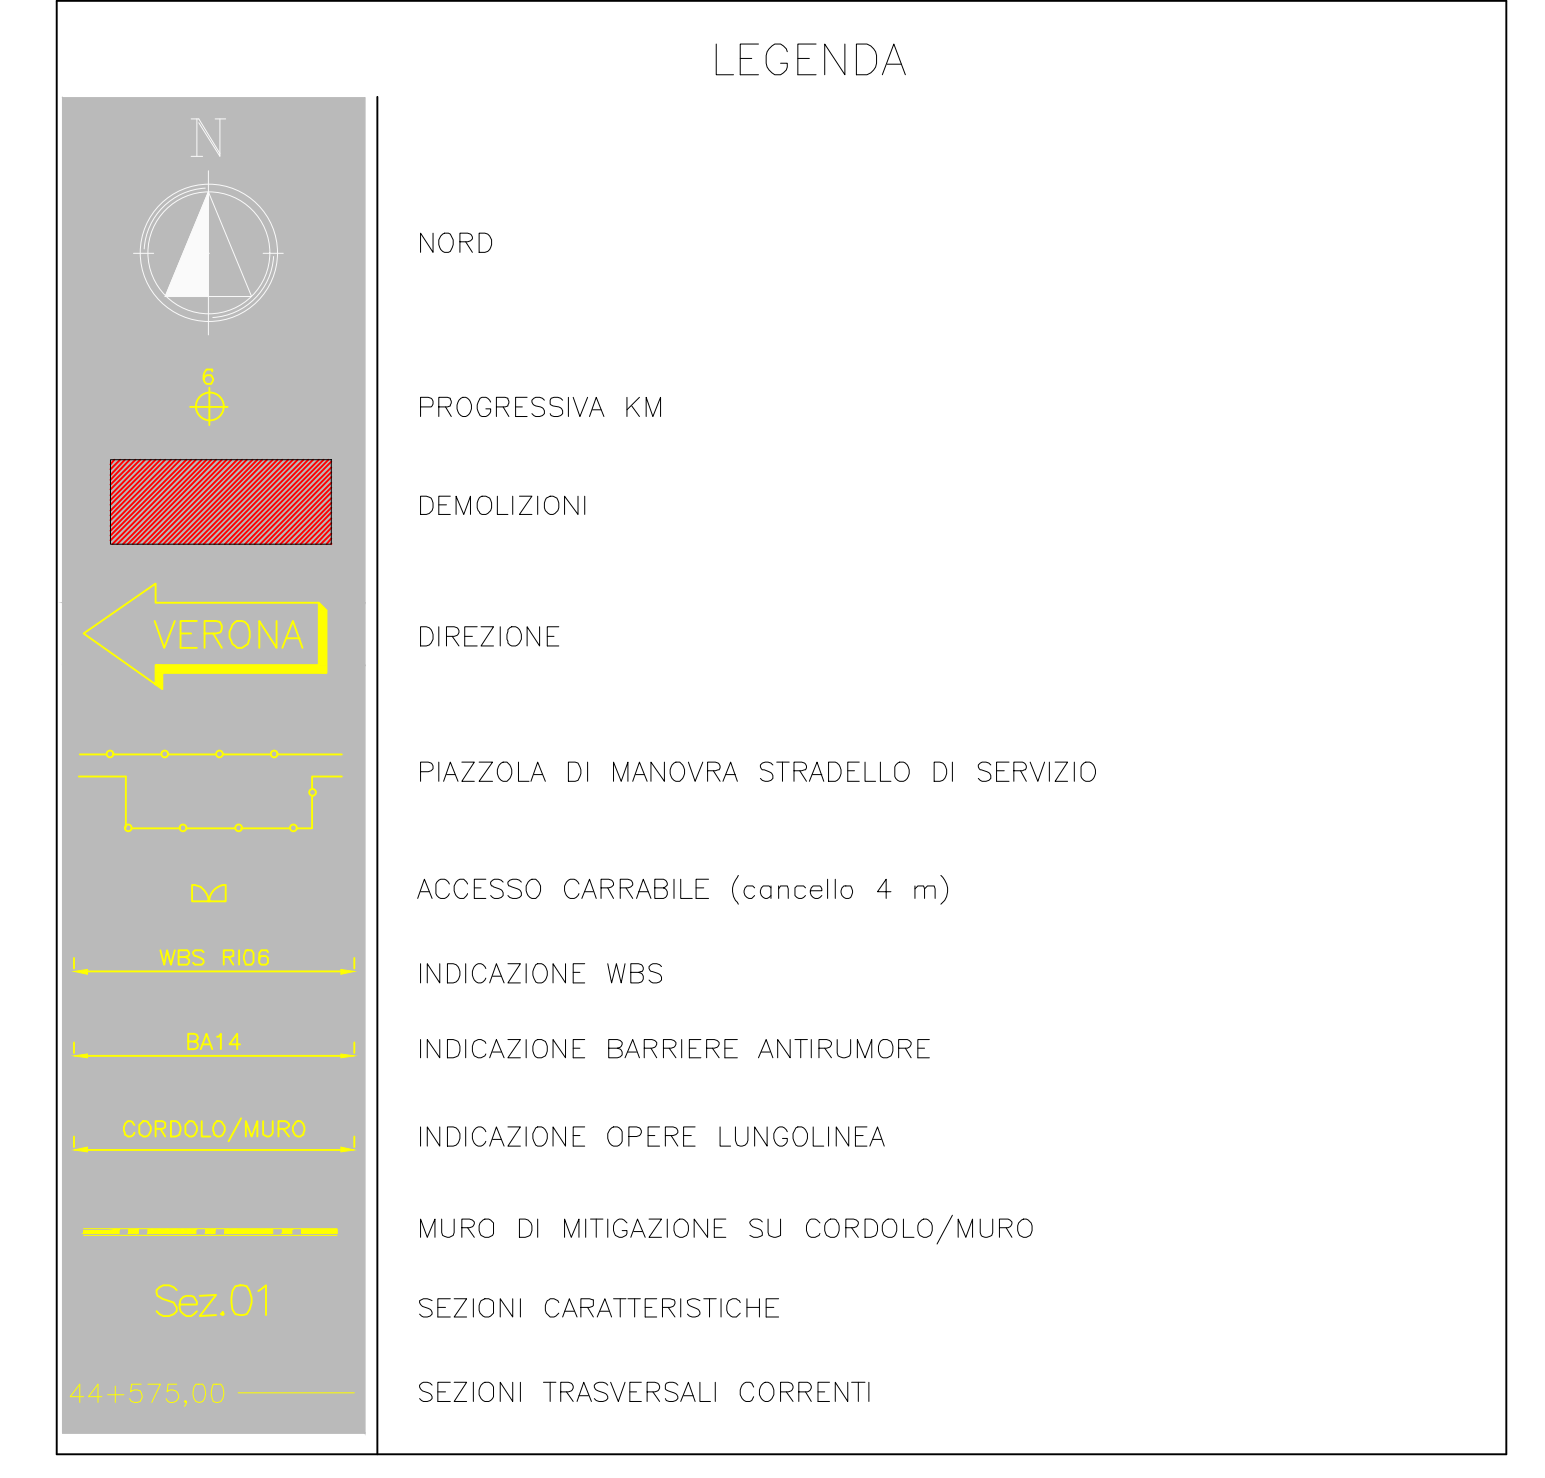 LEGENDA
N
NORD
6
PROGRESSIVA KM
DEMOLIZIONI
VERONA
DIREZIONE
PIAZZOLA DI MANOVRA STRADELLO DI SERVIZIO
ACCESSO CARRABILE (cancello 4 m)
WBS RI06
INDICAZIONE WBS
BA14
INDICAZIONE BARRIERE ANTIRUMORE
CORDOLO/MURO
INDICAZIONE OPERE LUNGOLINEA
MURO DI MITIGAZIONE SU CORDOLO/MURO
Sez.01
SEZIONI CARATTERISTICHE
44+575,00
SEZIONI TRASVERSALI CORRENTI